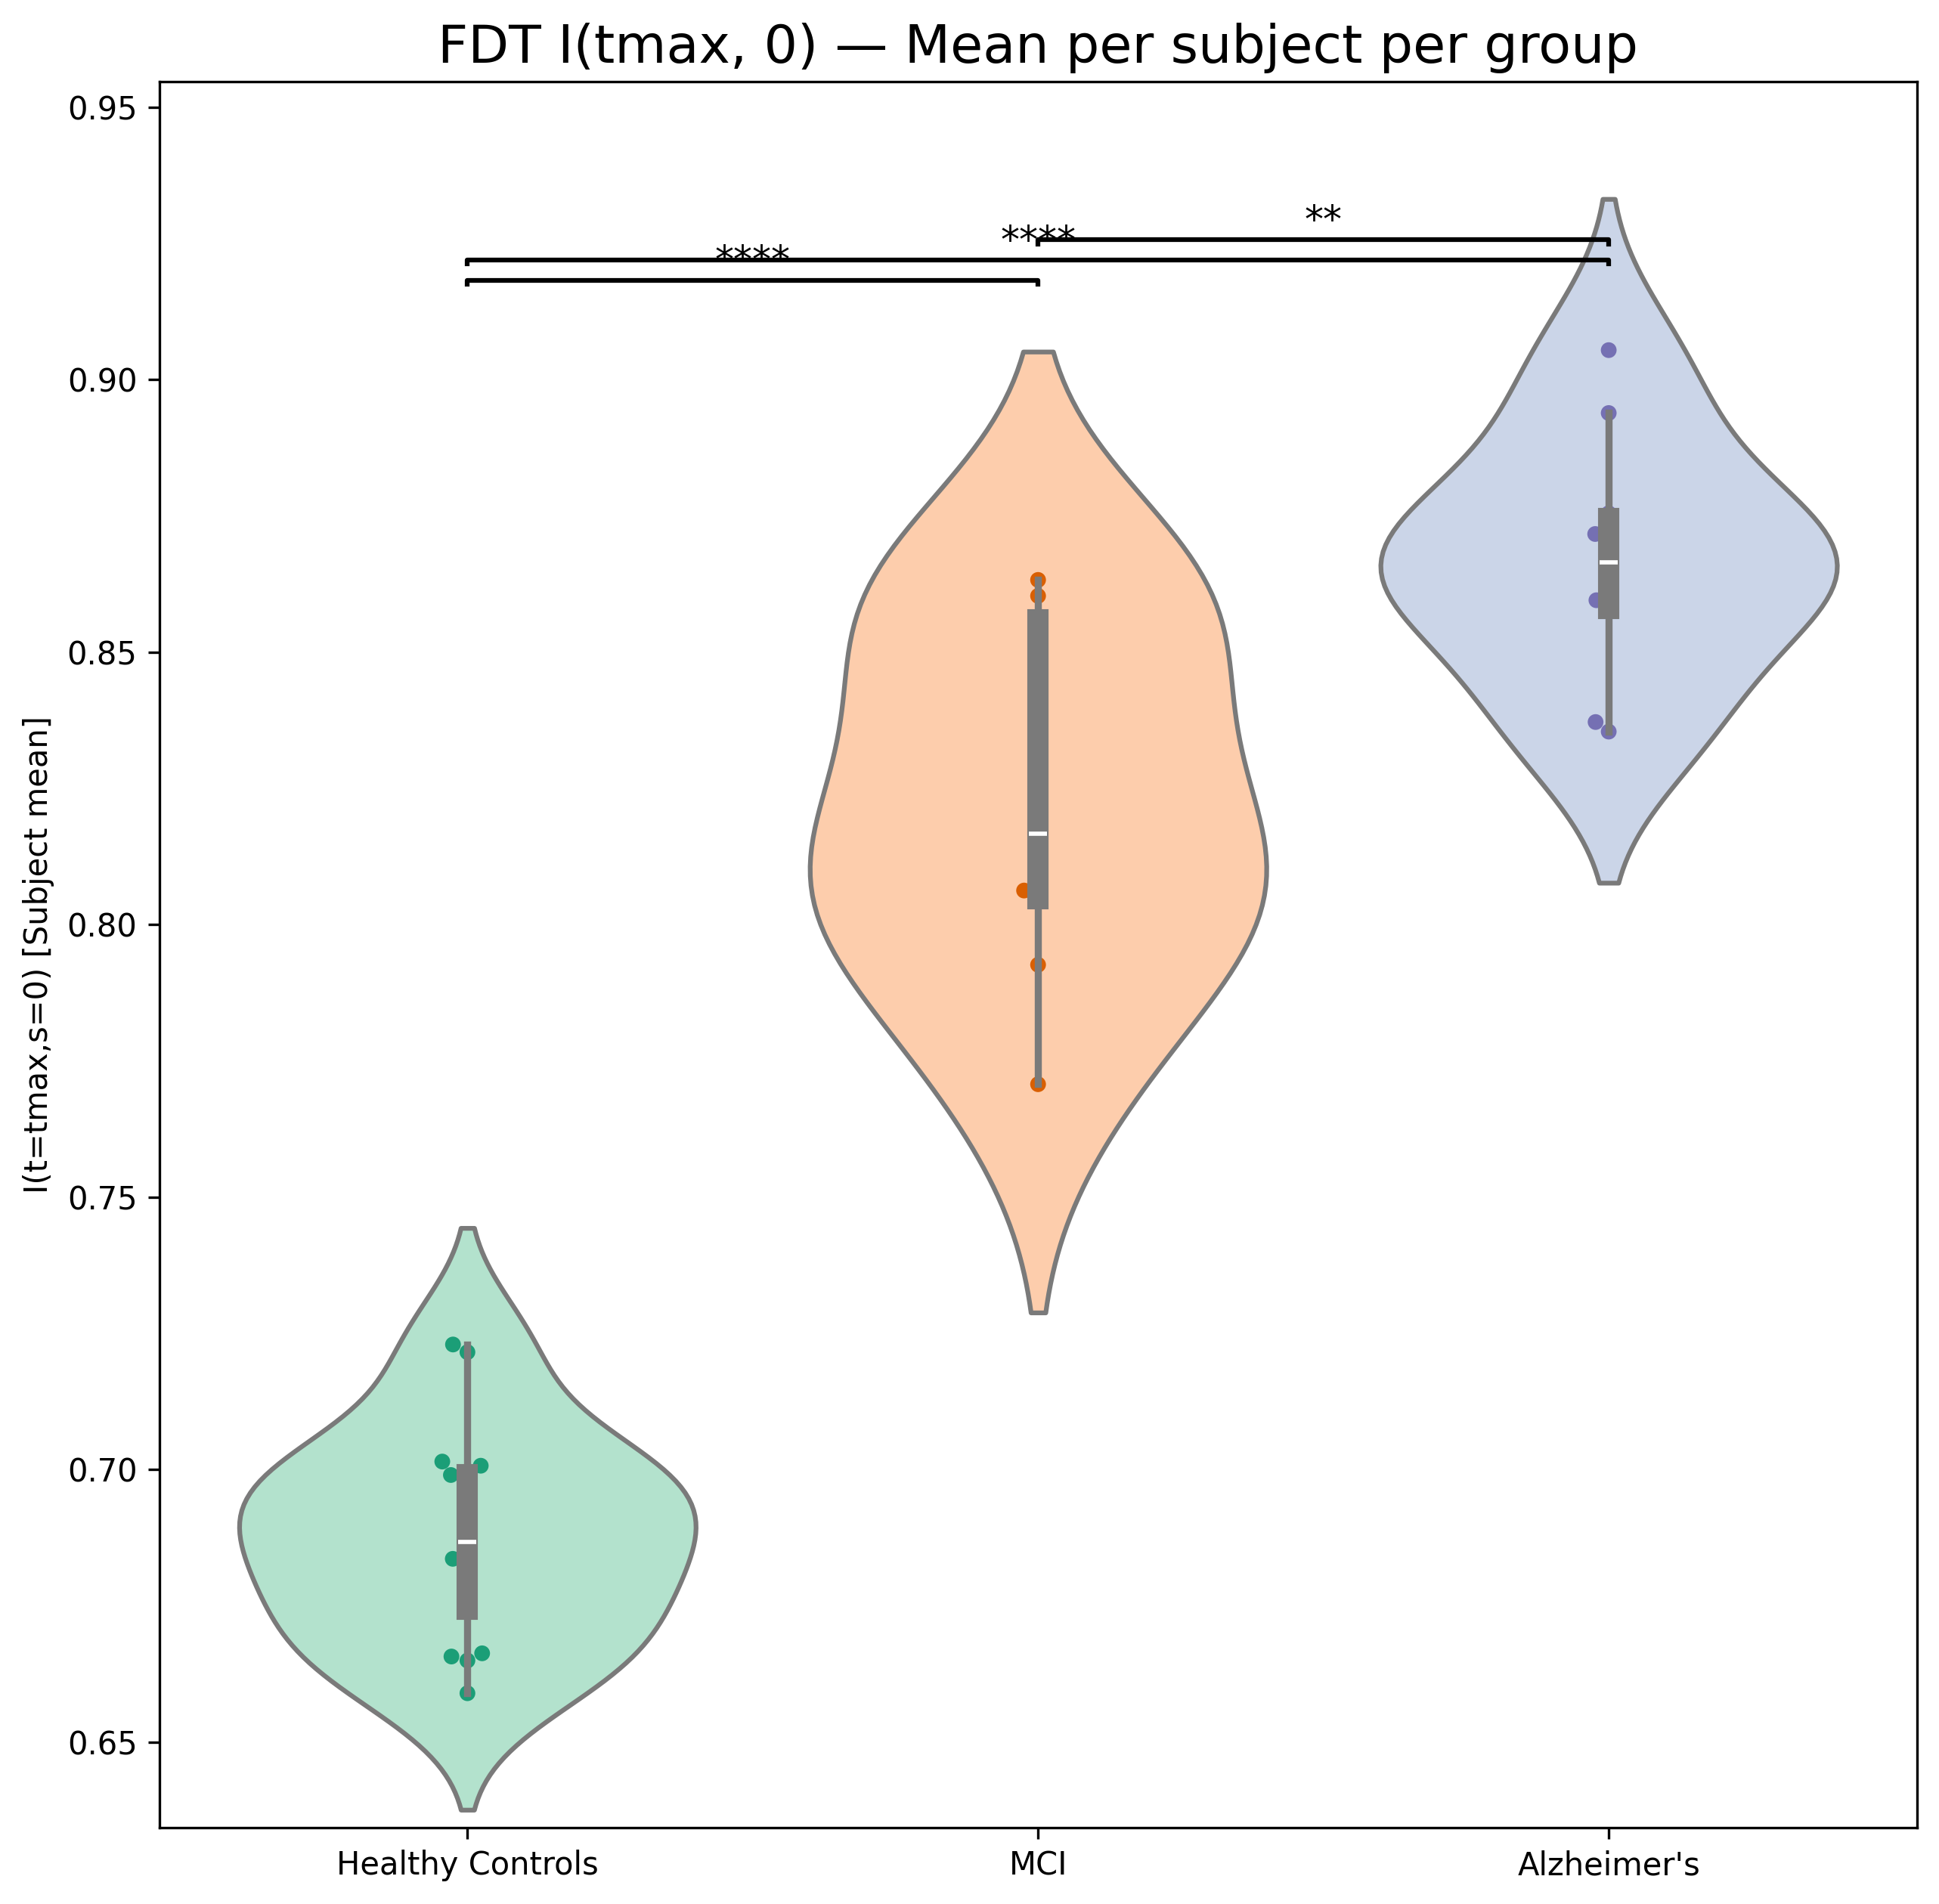 FDT I(tmax, 0) — Mean per subject per group
0.95
0.90
0.85
0.80
0.75
0.70
0.65
I(t=tmax,s=0) [Subject mean]
**
****
****
Healthy Controls
MCI
Alzheimer's